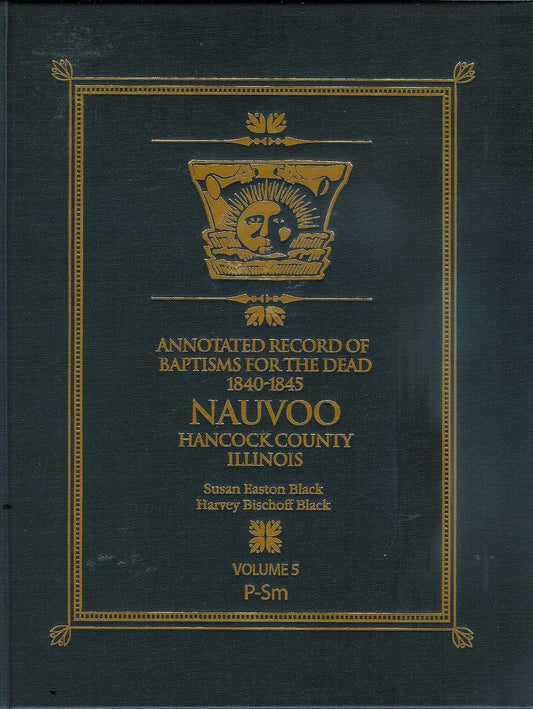 ANNOTATED RECORD OF
BAPTISMS FOR THE DEAD
1840-1845
NAUVOO
HANCOCK COUNTY
ILLINOIS
Susan Easton Black
Harvey Bischoff Black
VOLUME 5
P-Sm